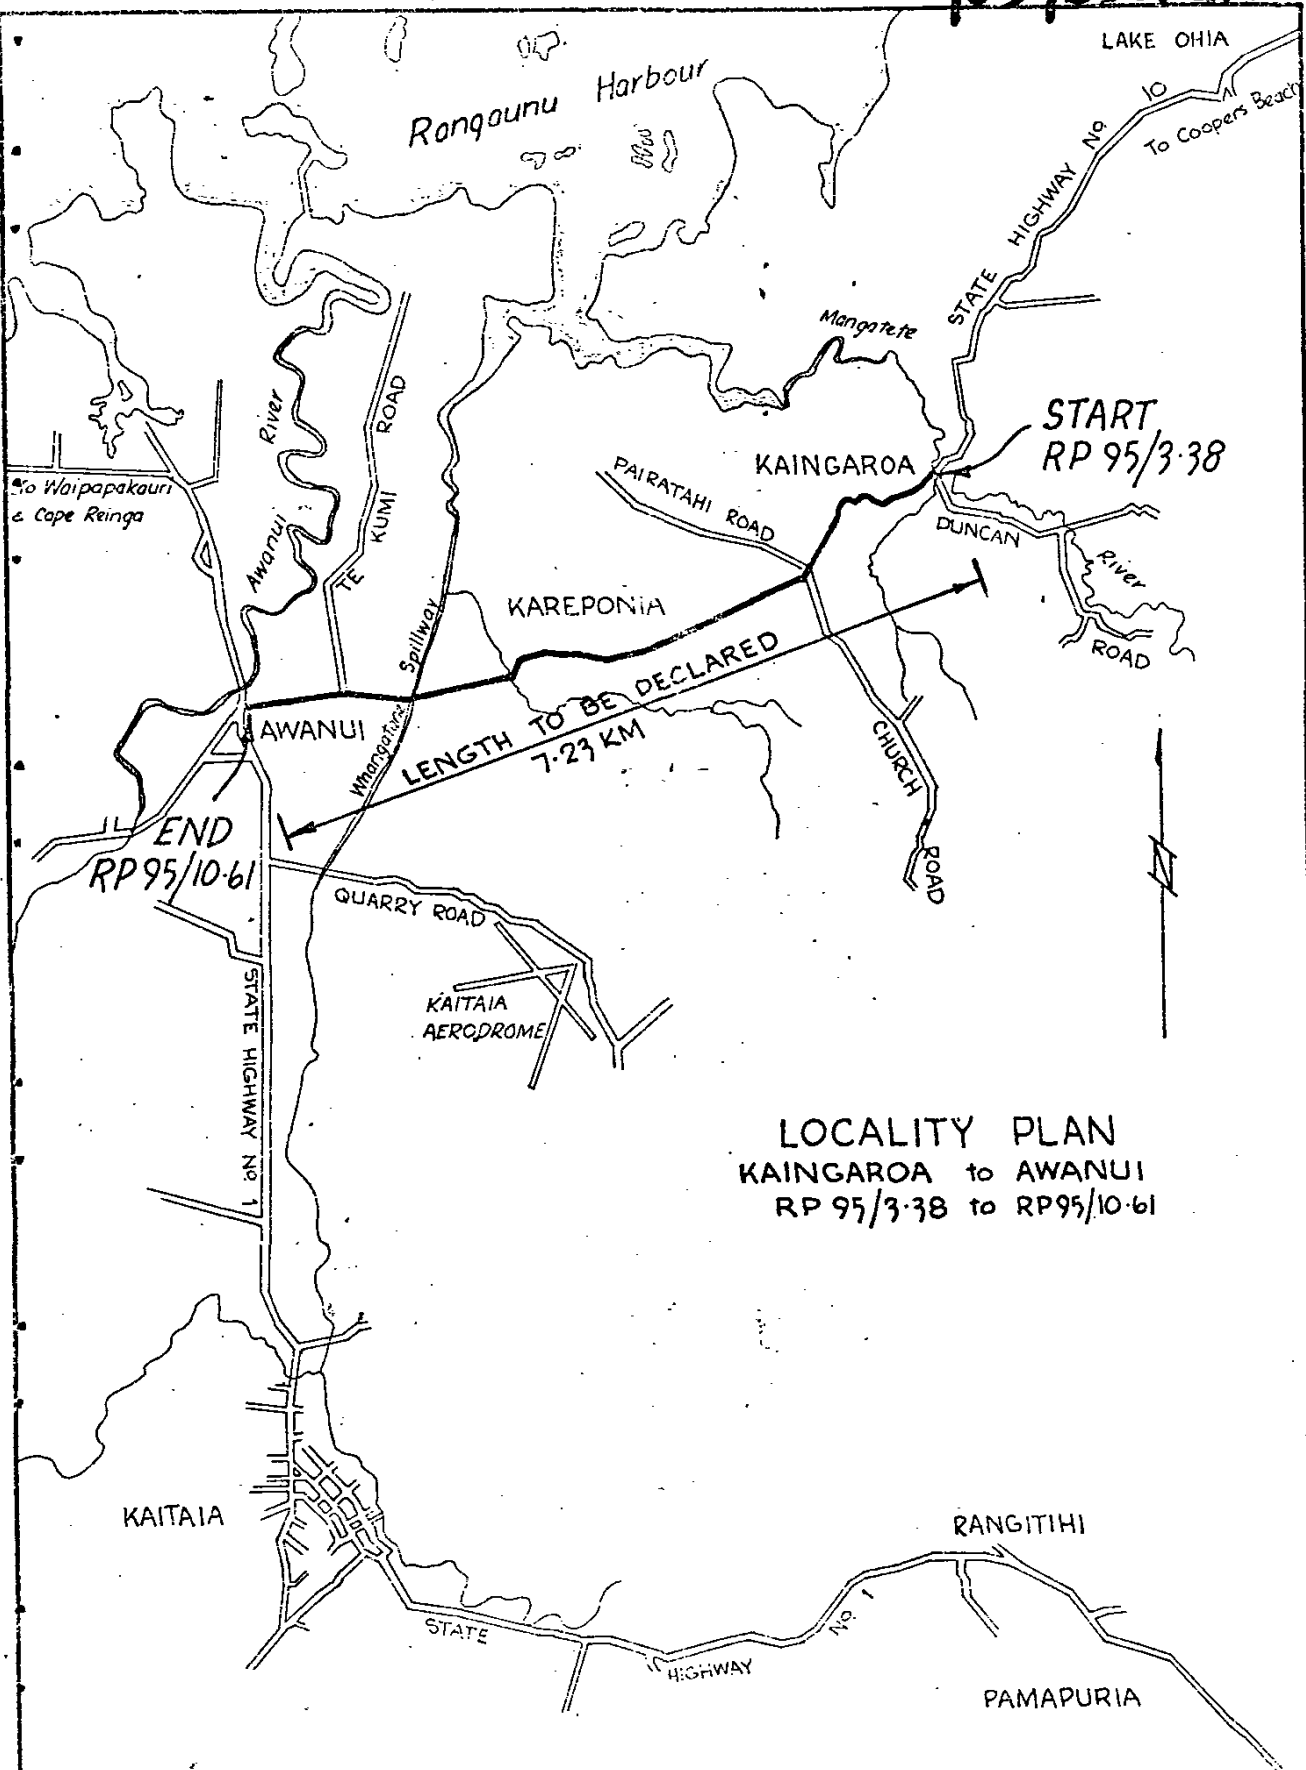 LAKE OHIA
Rangaunu Harbour
STATE HIGHWAY No. 10
To Coopers Beach
Mangatete
START
RP 95/3·38
KAINGAROA
PAIRATAHI ROAD
DUNCAN
ROAD
River
TE KUMI ROAD
Awanui River
To Waipapakauri
& Cape Reinga
KAREPONIA
Spillway
AWANUI
LENGTH TO BE DECLARED
7·23 KM
CHURCH
ROAD
END
RP 95/10·61
QUARRY ROAD
KAITAIA
AERODROME
STATE HIGHWAY No. 1
LOCALITY PLAN
KAINGAROA to AWANUI
RP 95/3·38 to RP95/10·61
KAITAIA
RANGITIHI
STATE
HIGHWAY
No. 1
PAMAPURIA